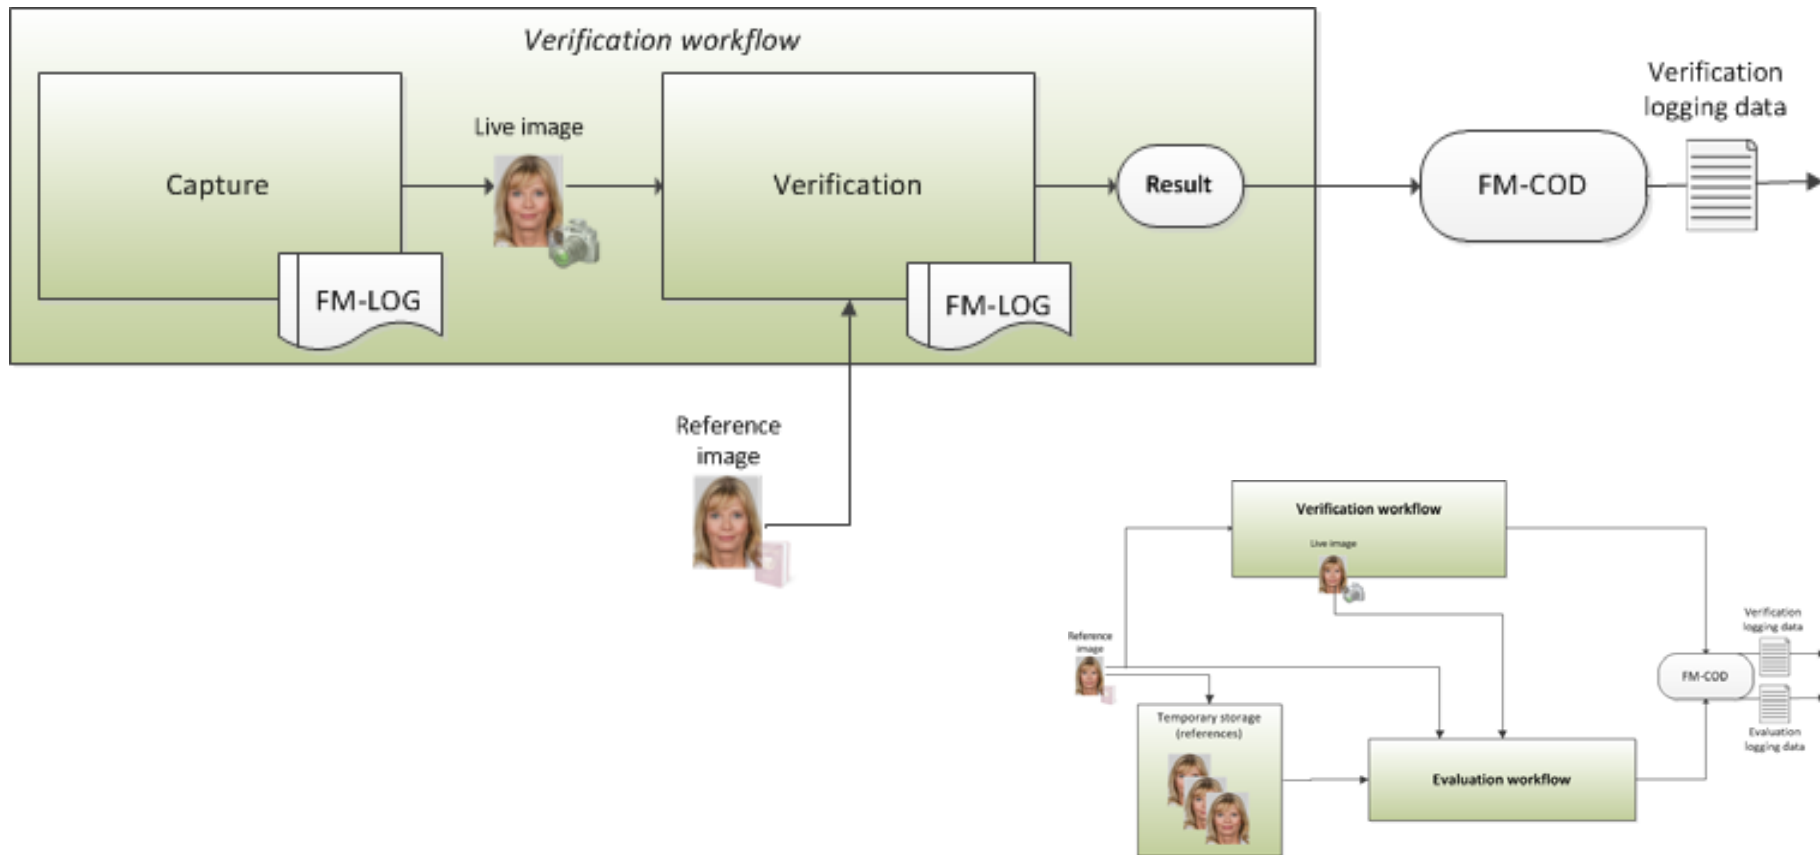 Verification workflow
Capture
FM-LOG
Live image
Verification
FM-LOG
Result
FM-COD
Verification
logging data
Reference
image
Verification workflow
Live image
Reference
image
Temporary storage
(references)
Evaluation workflow
FM-COD
Verification
logging data
Evaluation
logging data